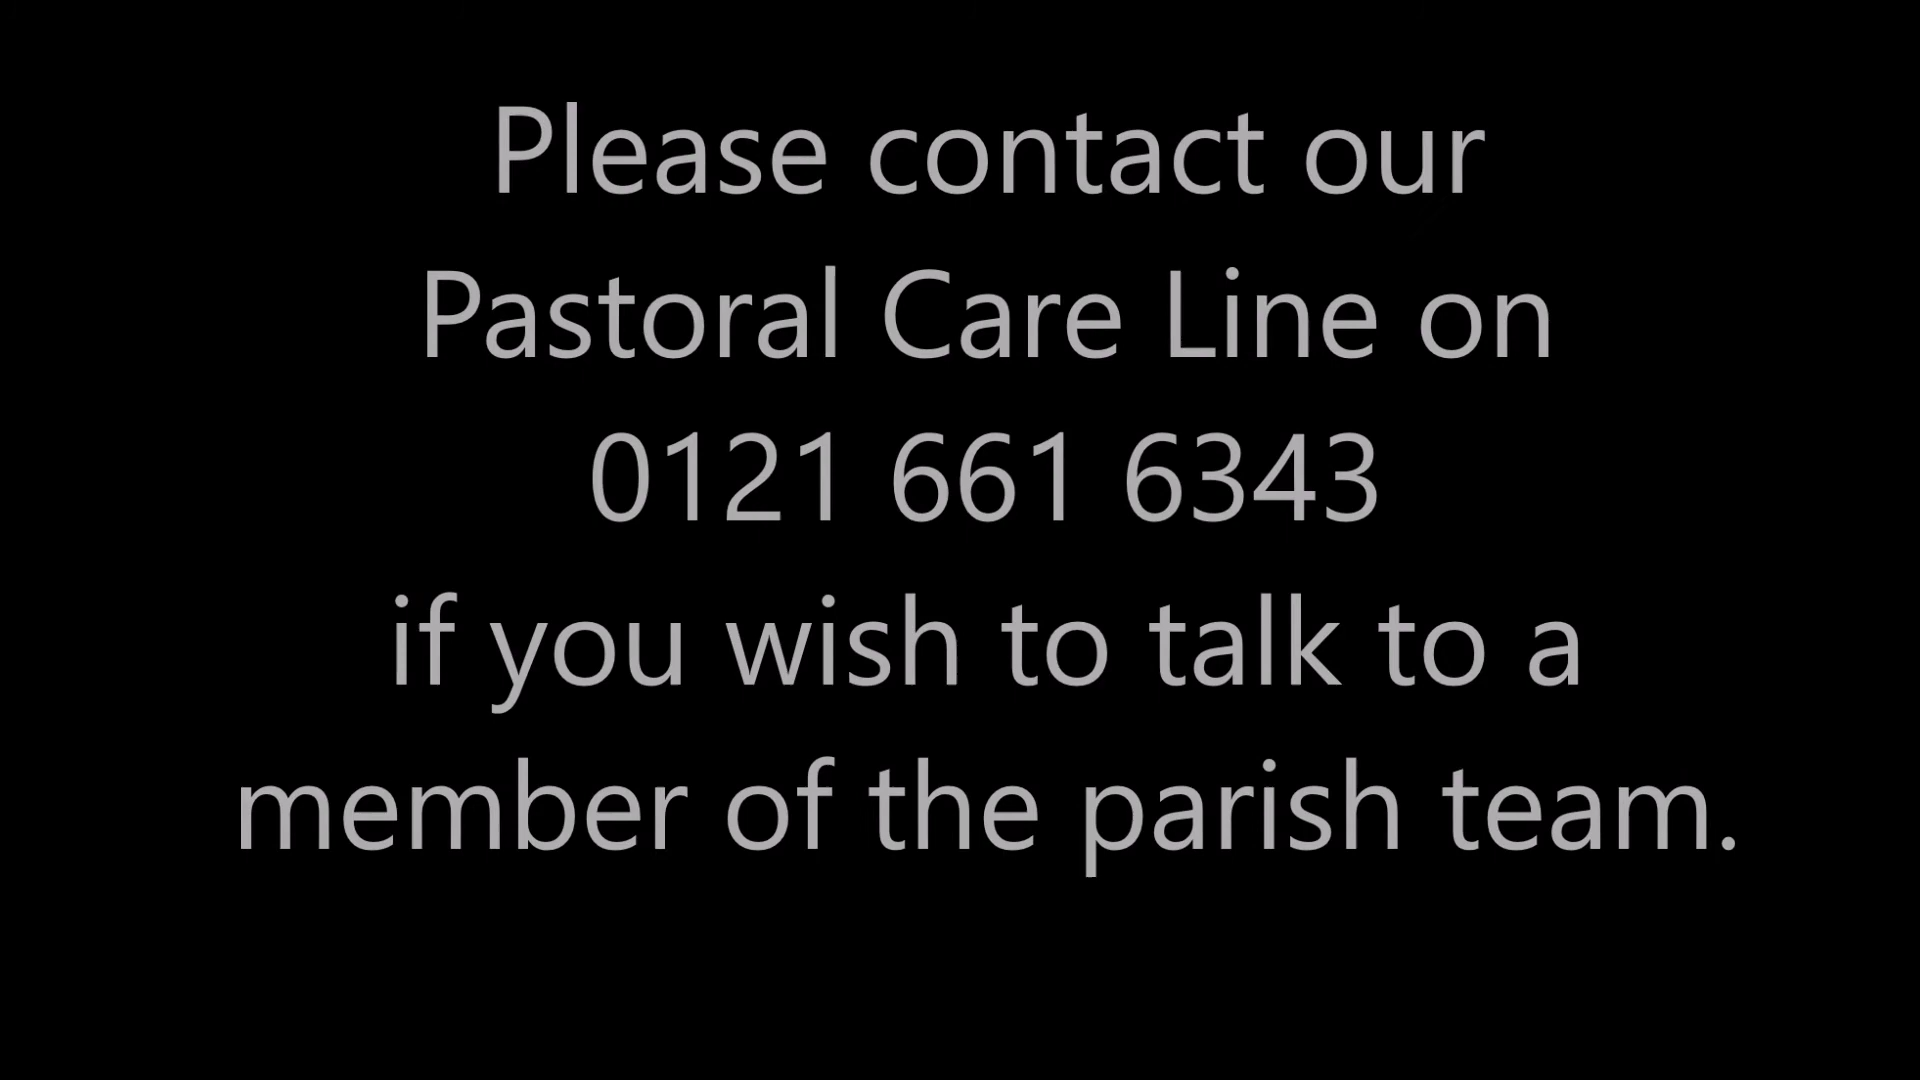 Please contact our
Pastoral Care Line on
0121 661 6343
if you wish to talk to a
member of the parish team.